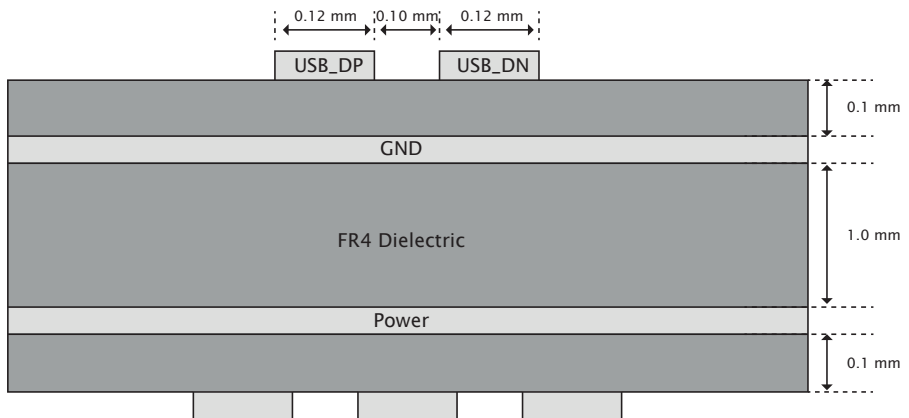 0.12 mm 0.10 mm 0.12 mm
USB_DP USB_DN
0.1 mm
GND
FR4 Dielectric 1.0 mm
Power
0.1 mm